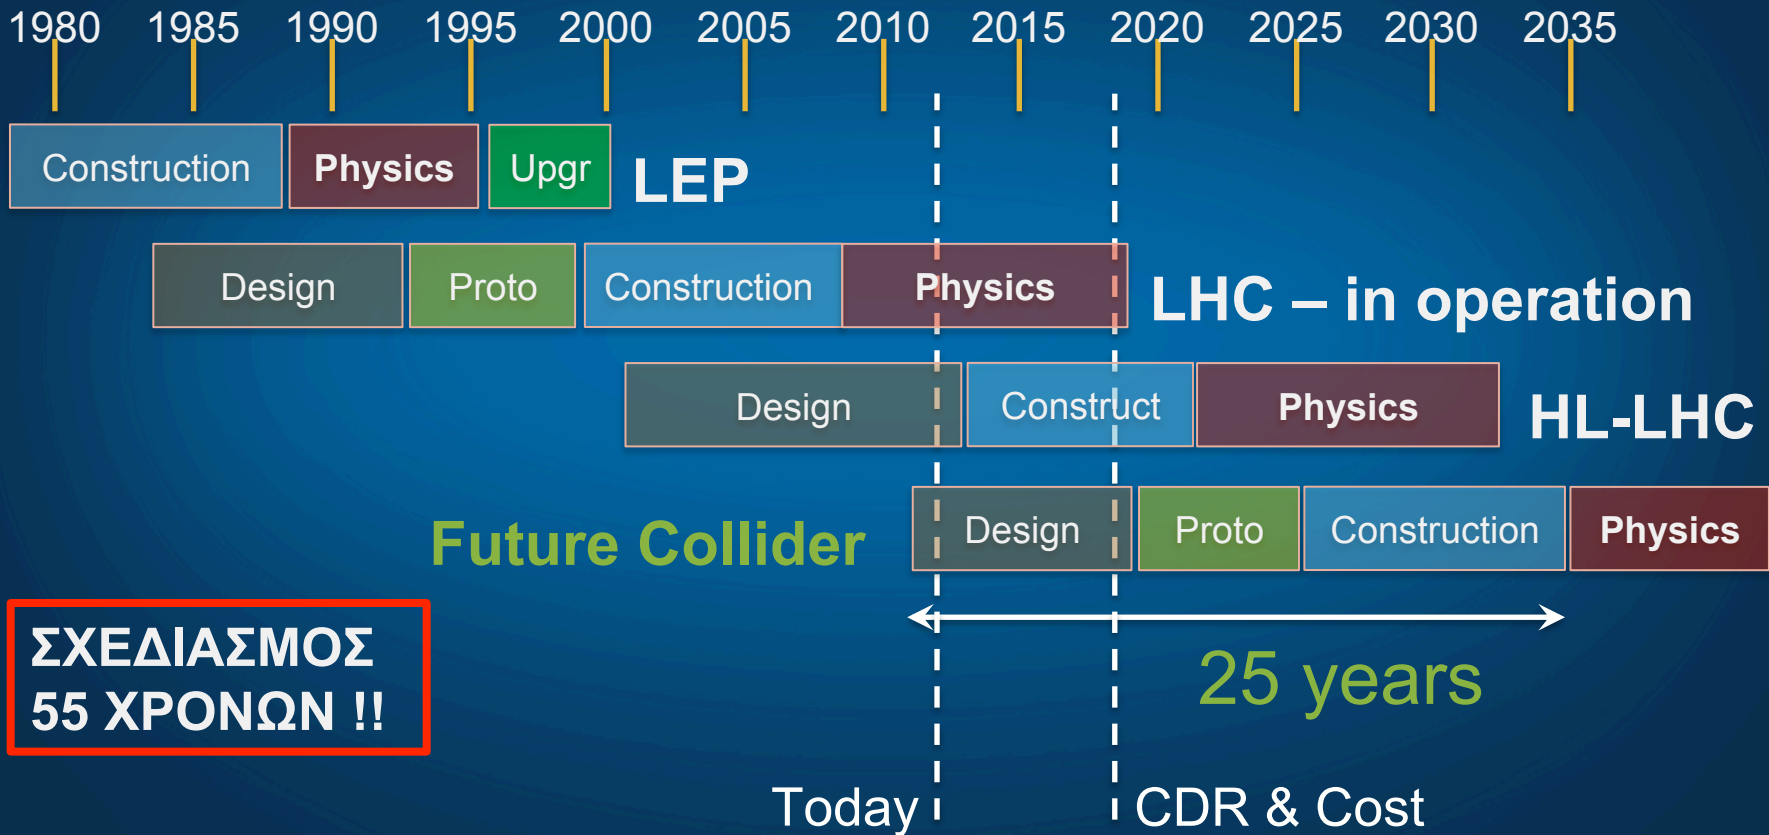 1980 1985 1990 1995 2000 2005 2010 2015 2020 2025 2030 2035
Construction Physics Upgr LEP
Design Proto Construction Physics LHC – in operation
Design Construct Physics HL-LHC
Future Collider Design Proto Construction Physics
ΣΧΕΔΙΑΣΜΟΣ
55 ΧΡΟΝΩΝ !!
25 years
Today CDR & Cost